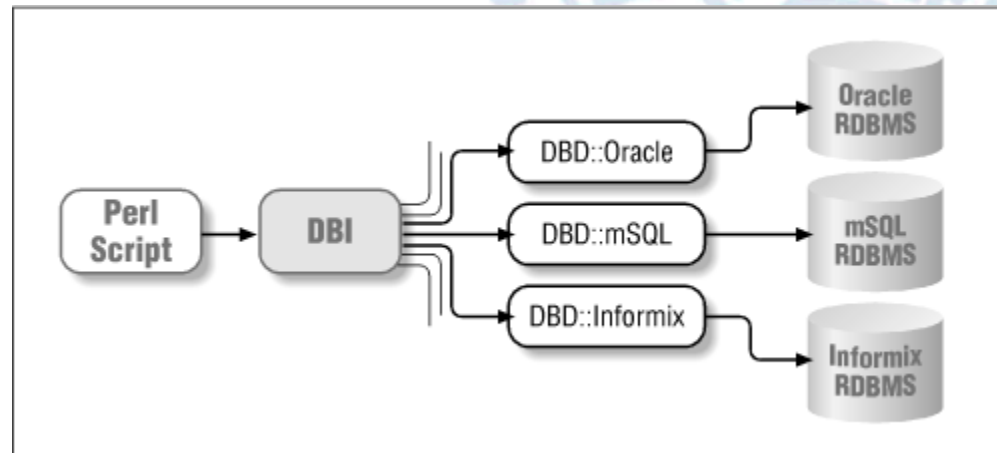 Perl
Script
DBI
DBD::Oracle
DBD::mSQL
DBD::Informix
Oracle
RDBMS
mSQL
RDBMS
Informix
RDBMS